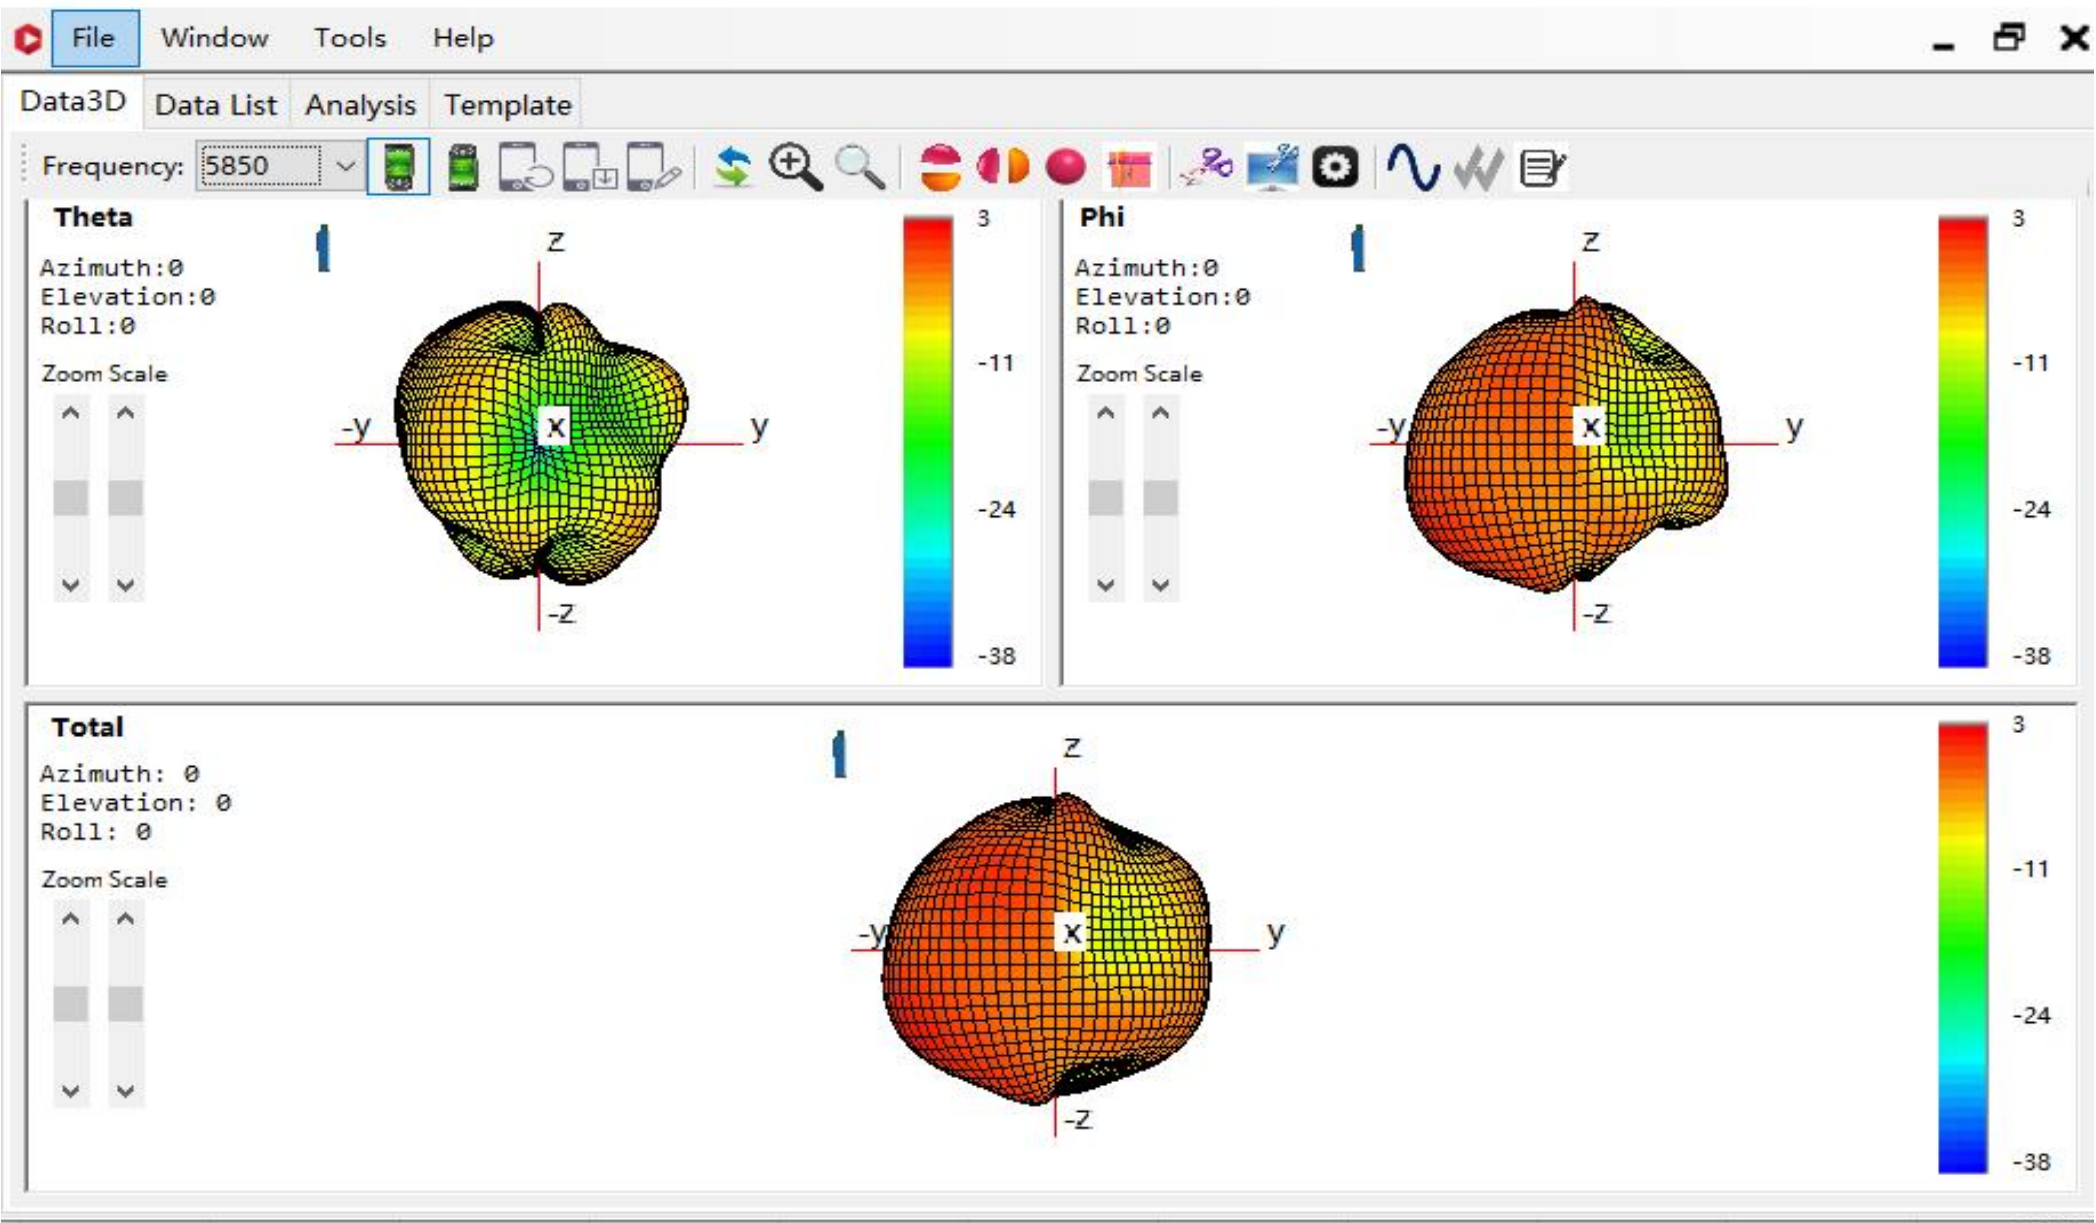 File Window Tools Help
Data3D Data List Analysis Template
Frequency: 5850
Theta
Azimuth:0
Elevation:0
Roll:0
Zoom Scale
z
-y
x
y
-z
3
-11
-24
-38
Phi
Azimuth:0
Elevation:0
Roll:0
Zoom Scale
z
-y
x
y
-z
3
-11
-24
-38
Total
Azimuth: 0
Elevation: 0
Roll: 0
Zoom Scale
z
-y
x
y
-z
3
-11
-24
-38